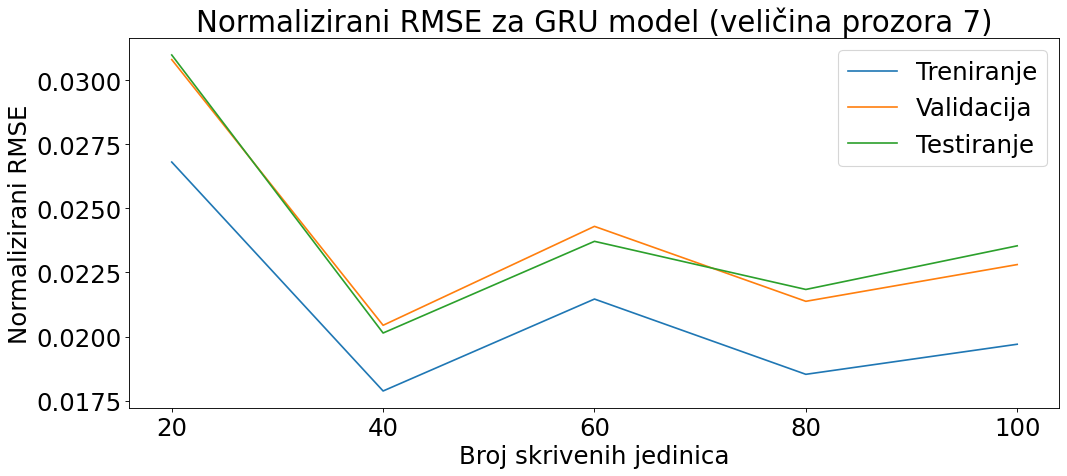 Normalizirani RMSE za GRU model (veličina prozora 7)
Normalizirani RMSE
0.0300
0.0275
0.0250
0.0225
0.0200
0.0175
Treniranje
Validacija
Testiranje
20 40 60 80 100
Broj skrivenih jedinica